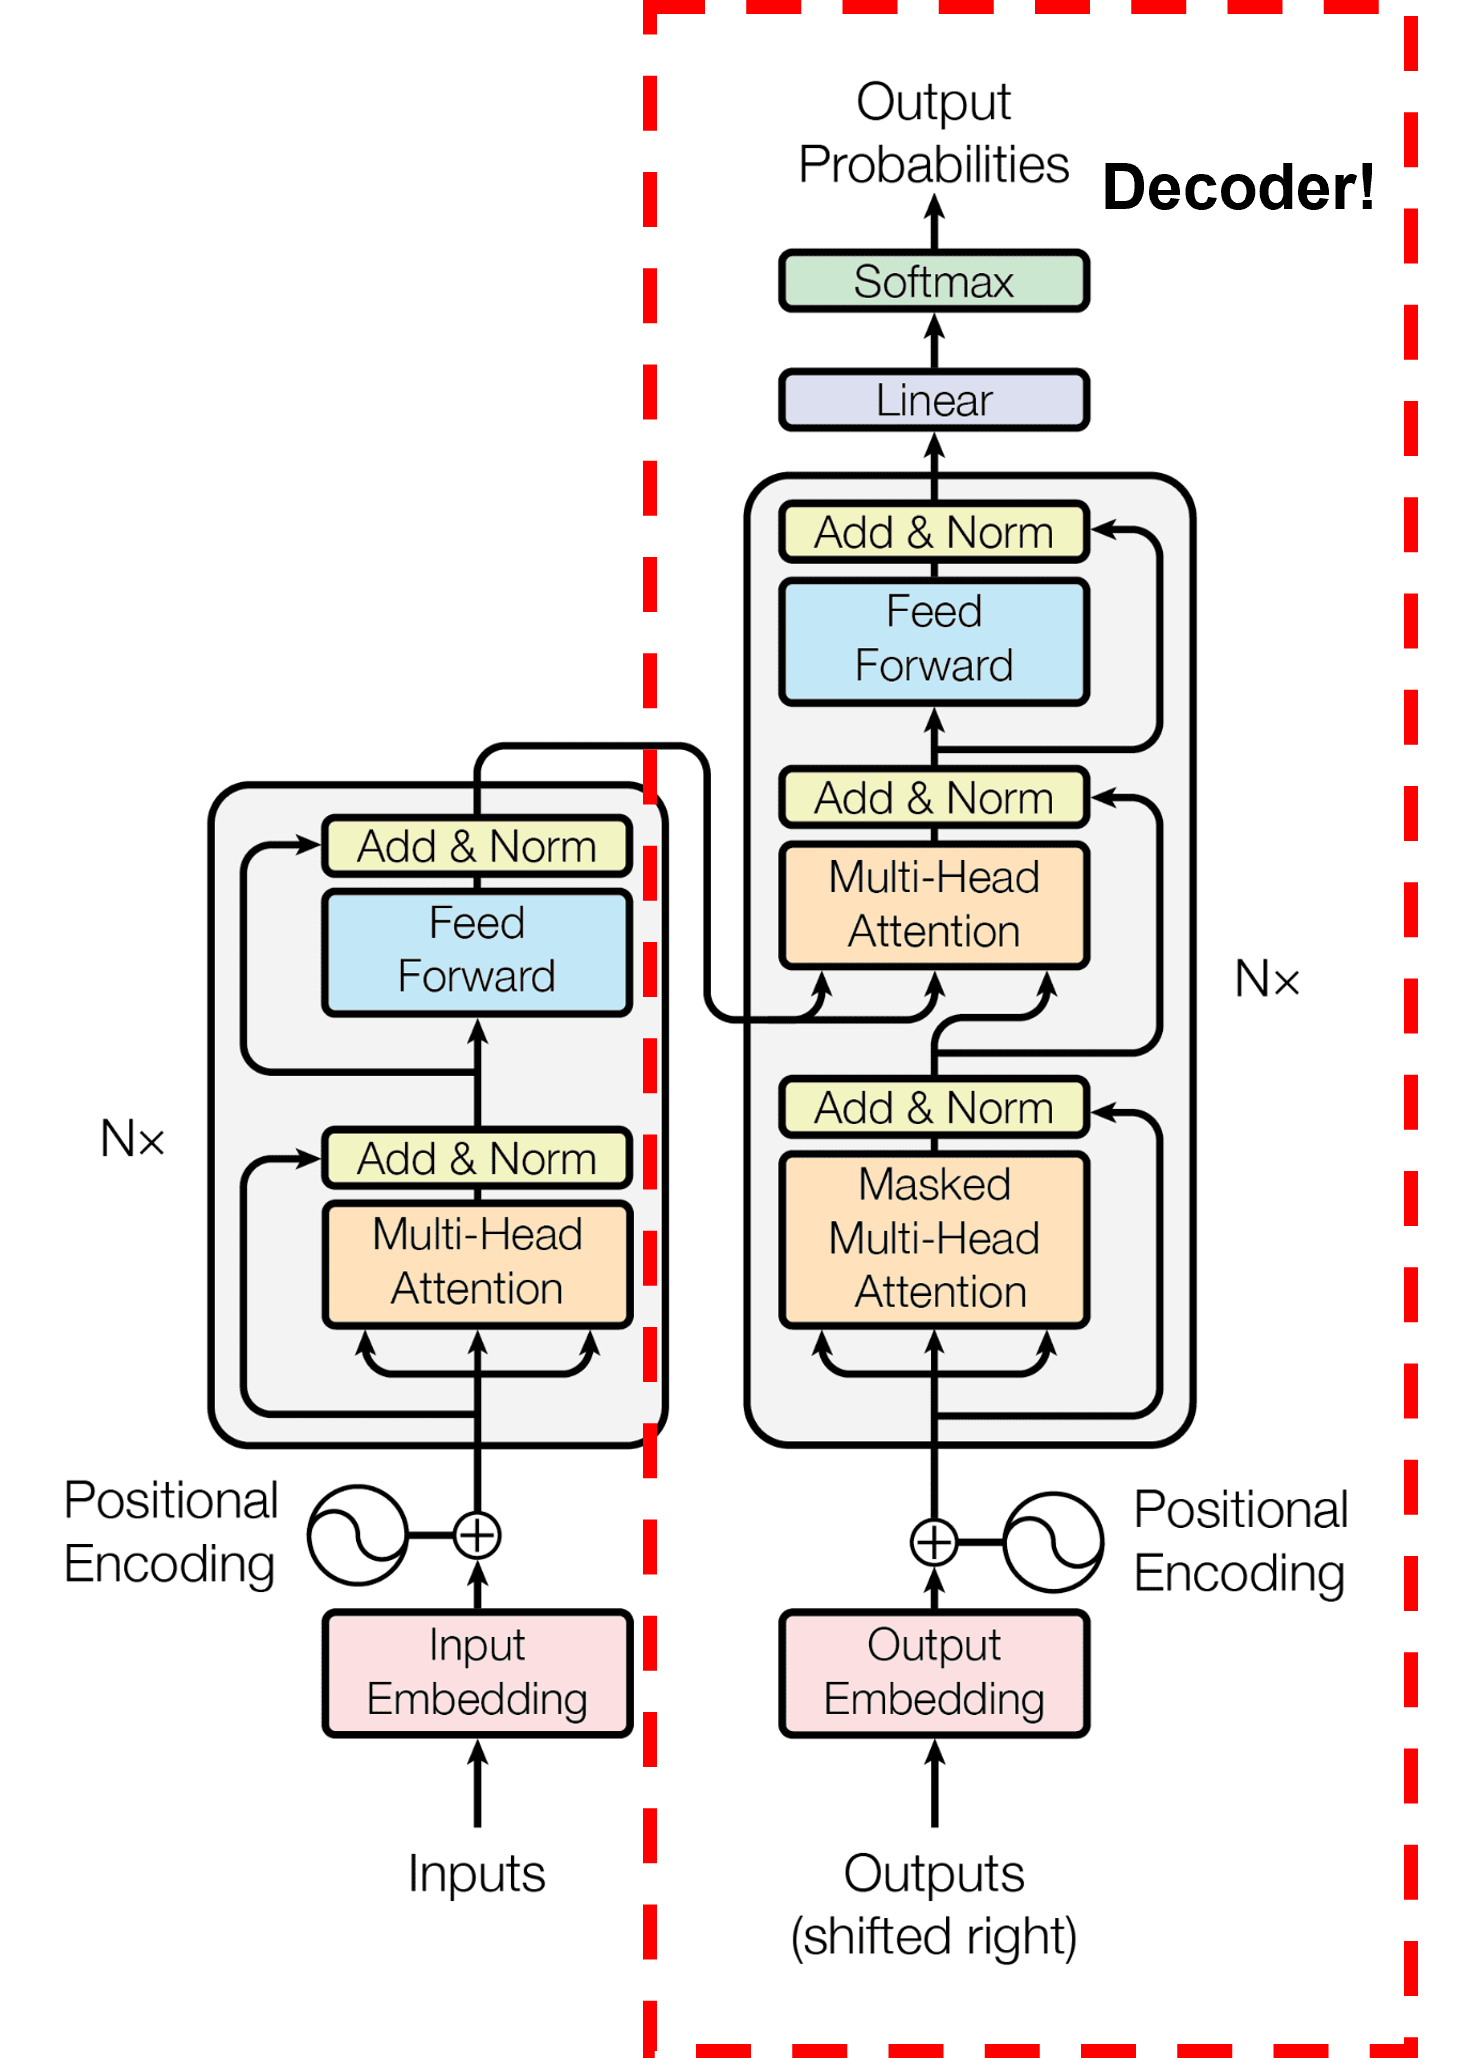 Output
Probabilities
Decoder!
Softmax
Linear
Add & Norm
Feed
Forward
Add & Norm
Multi-Head
Attention
Nx
Add & Norm
Masked
Multi-Head
Attention
Positional
Encoding
Output
Embedding
Outputs
(shifted right)
Add & Norm
Feed
Forward
Nx
Add & Norm
Multi-Head
Attention
Positional
Encoding
Input
Embedding
Inputs